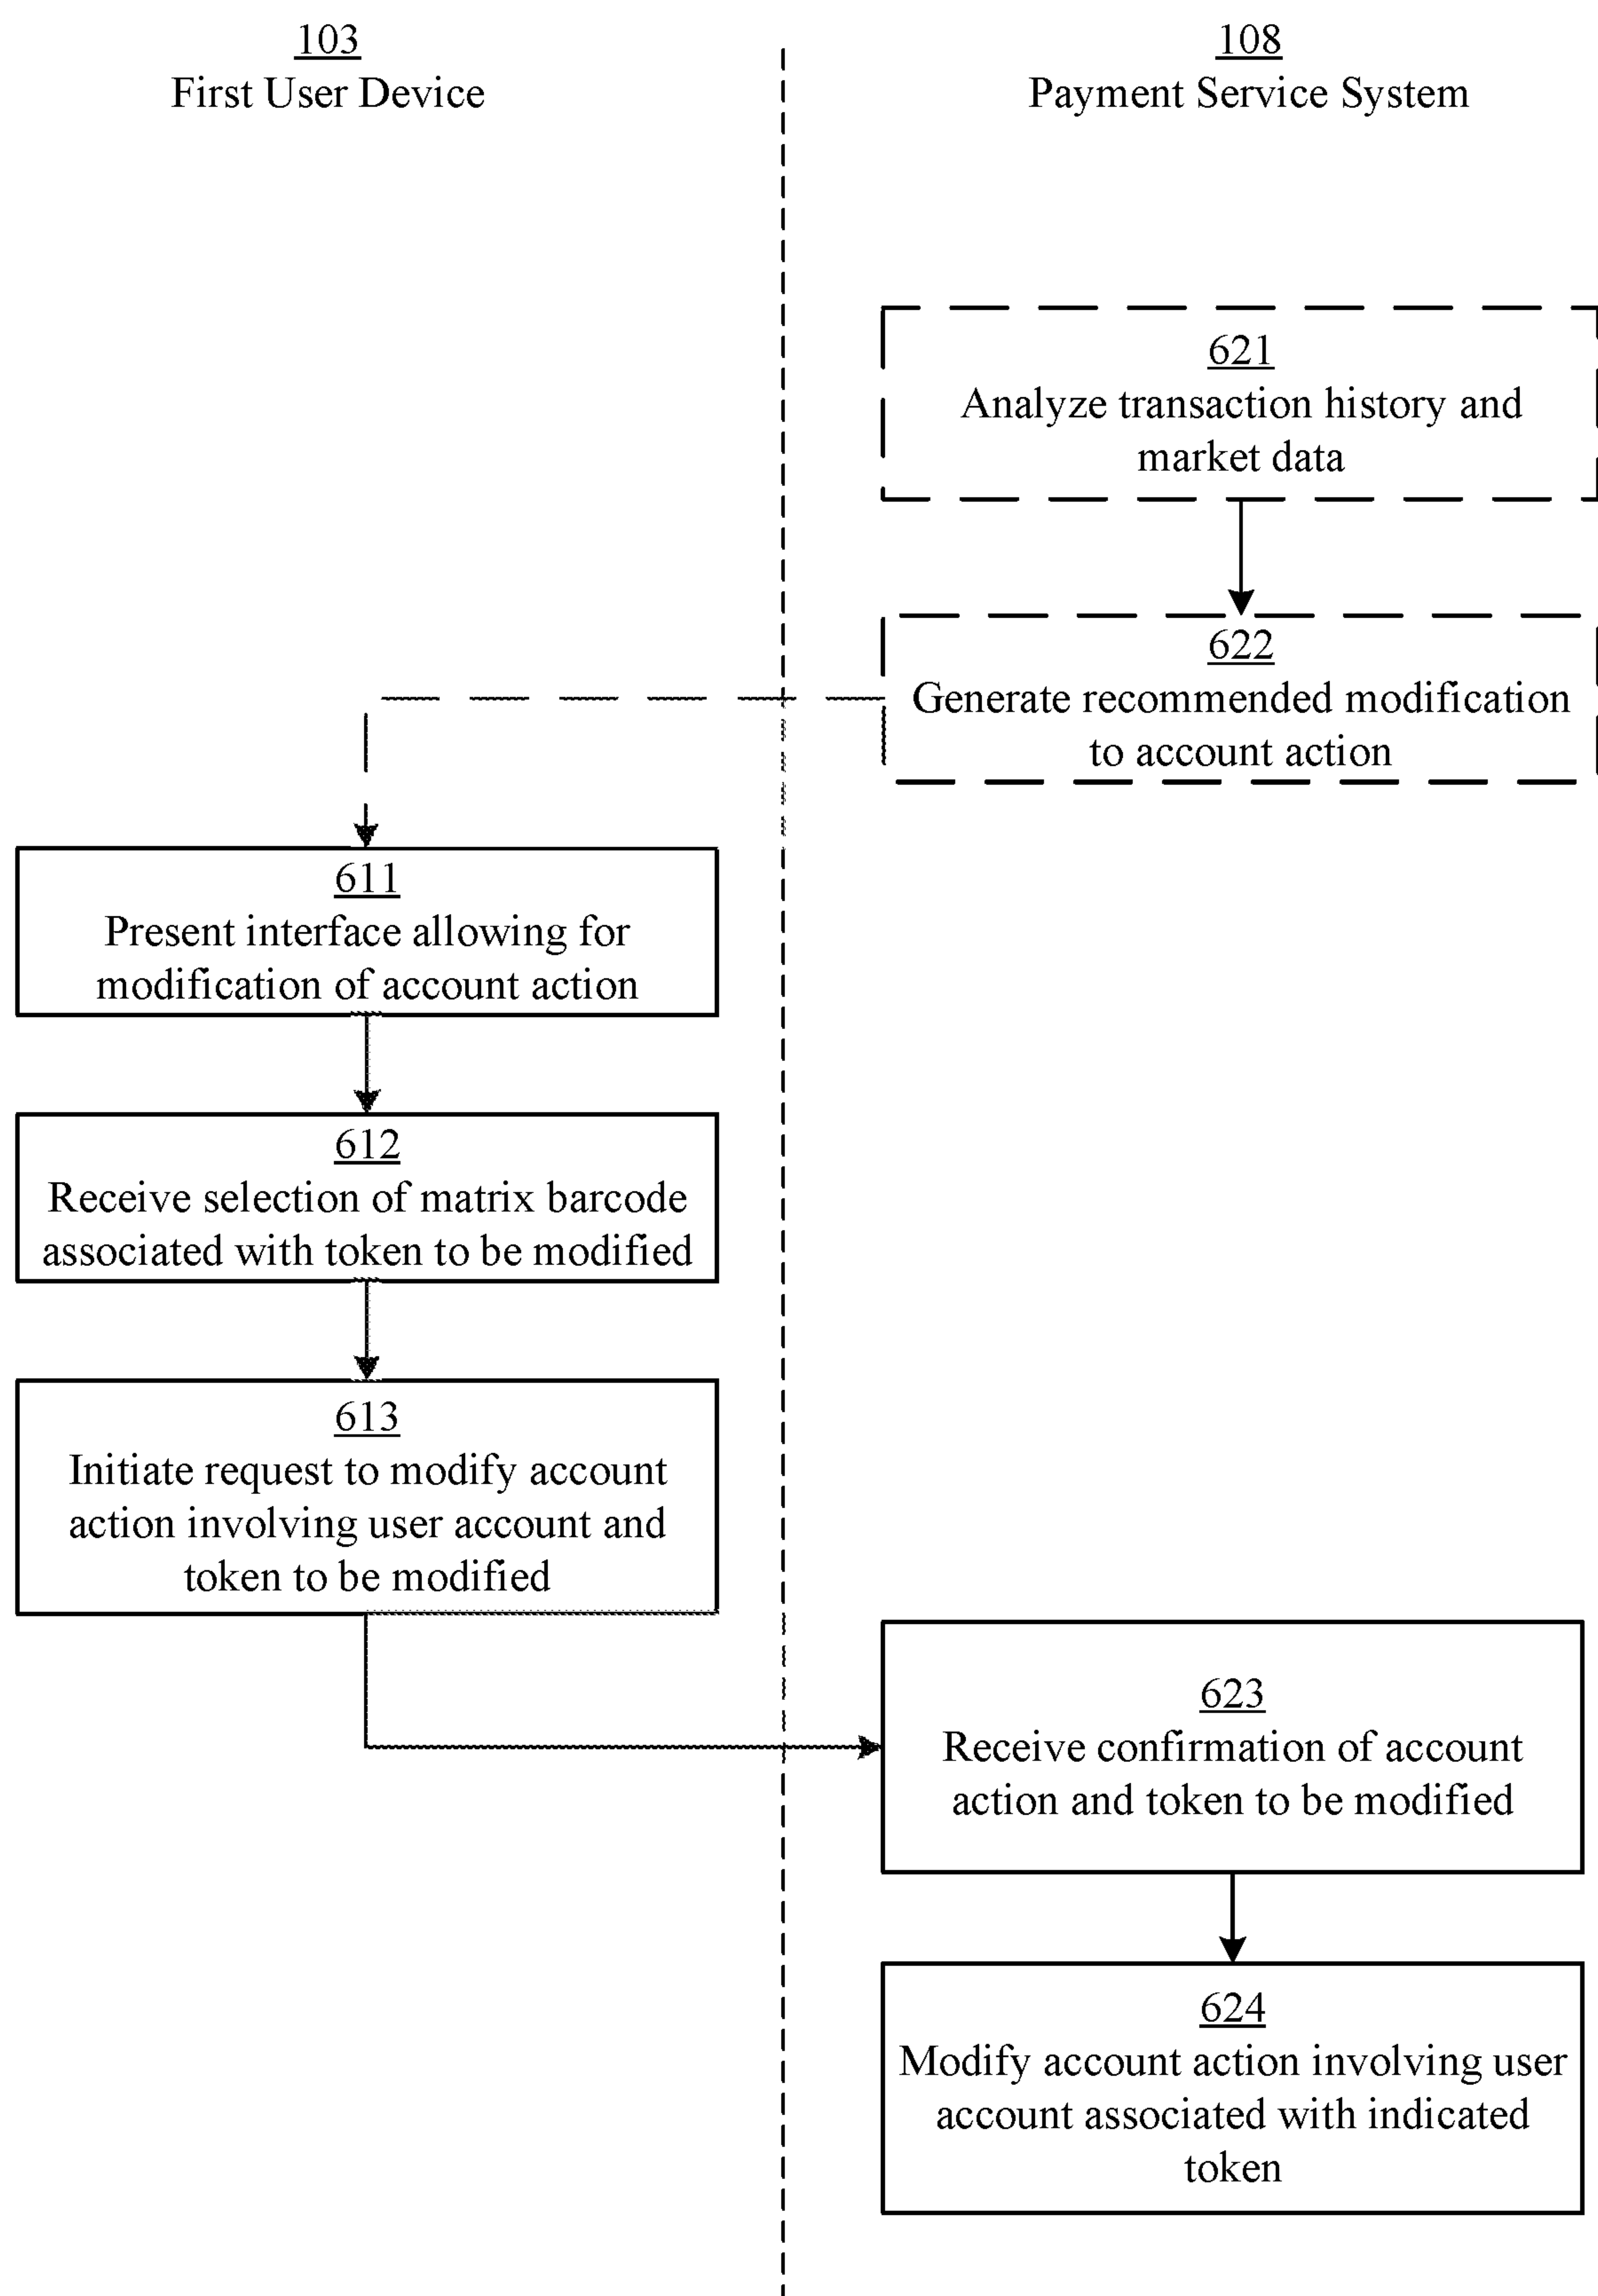 103
First User Device
108
Payment Service System
621
Analyze transaction history and
market data
622
Generate recommended modification
to account action
611
Present interface allowing for
modification of account action
612
Receive selection of matrix barcode
associated with token to be modified
613
Initiate request to modify account
action involving user account and
token to be modified
623
Receive confirmation of account
action and token to be modified
624
Modify account action involving user
account associated with indicated
token